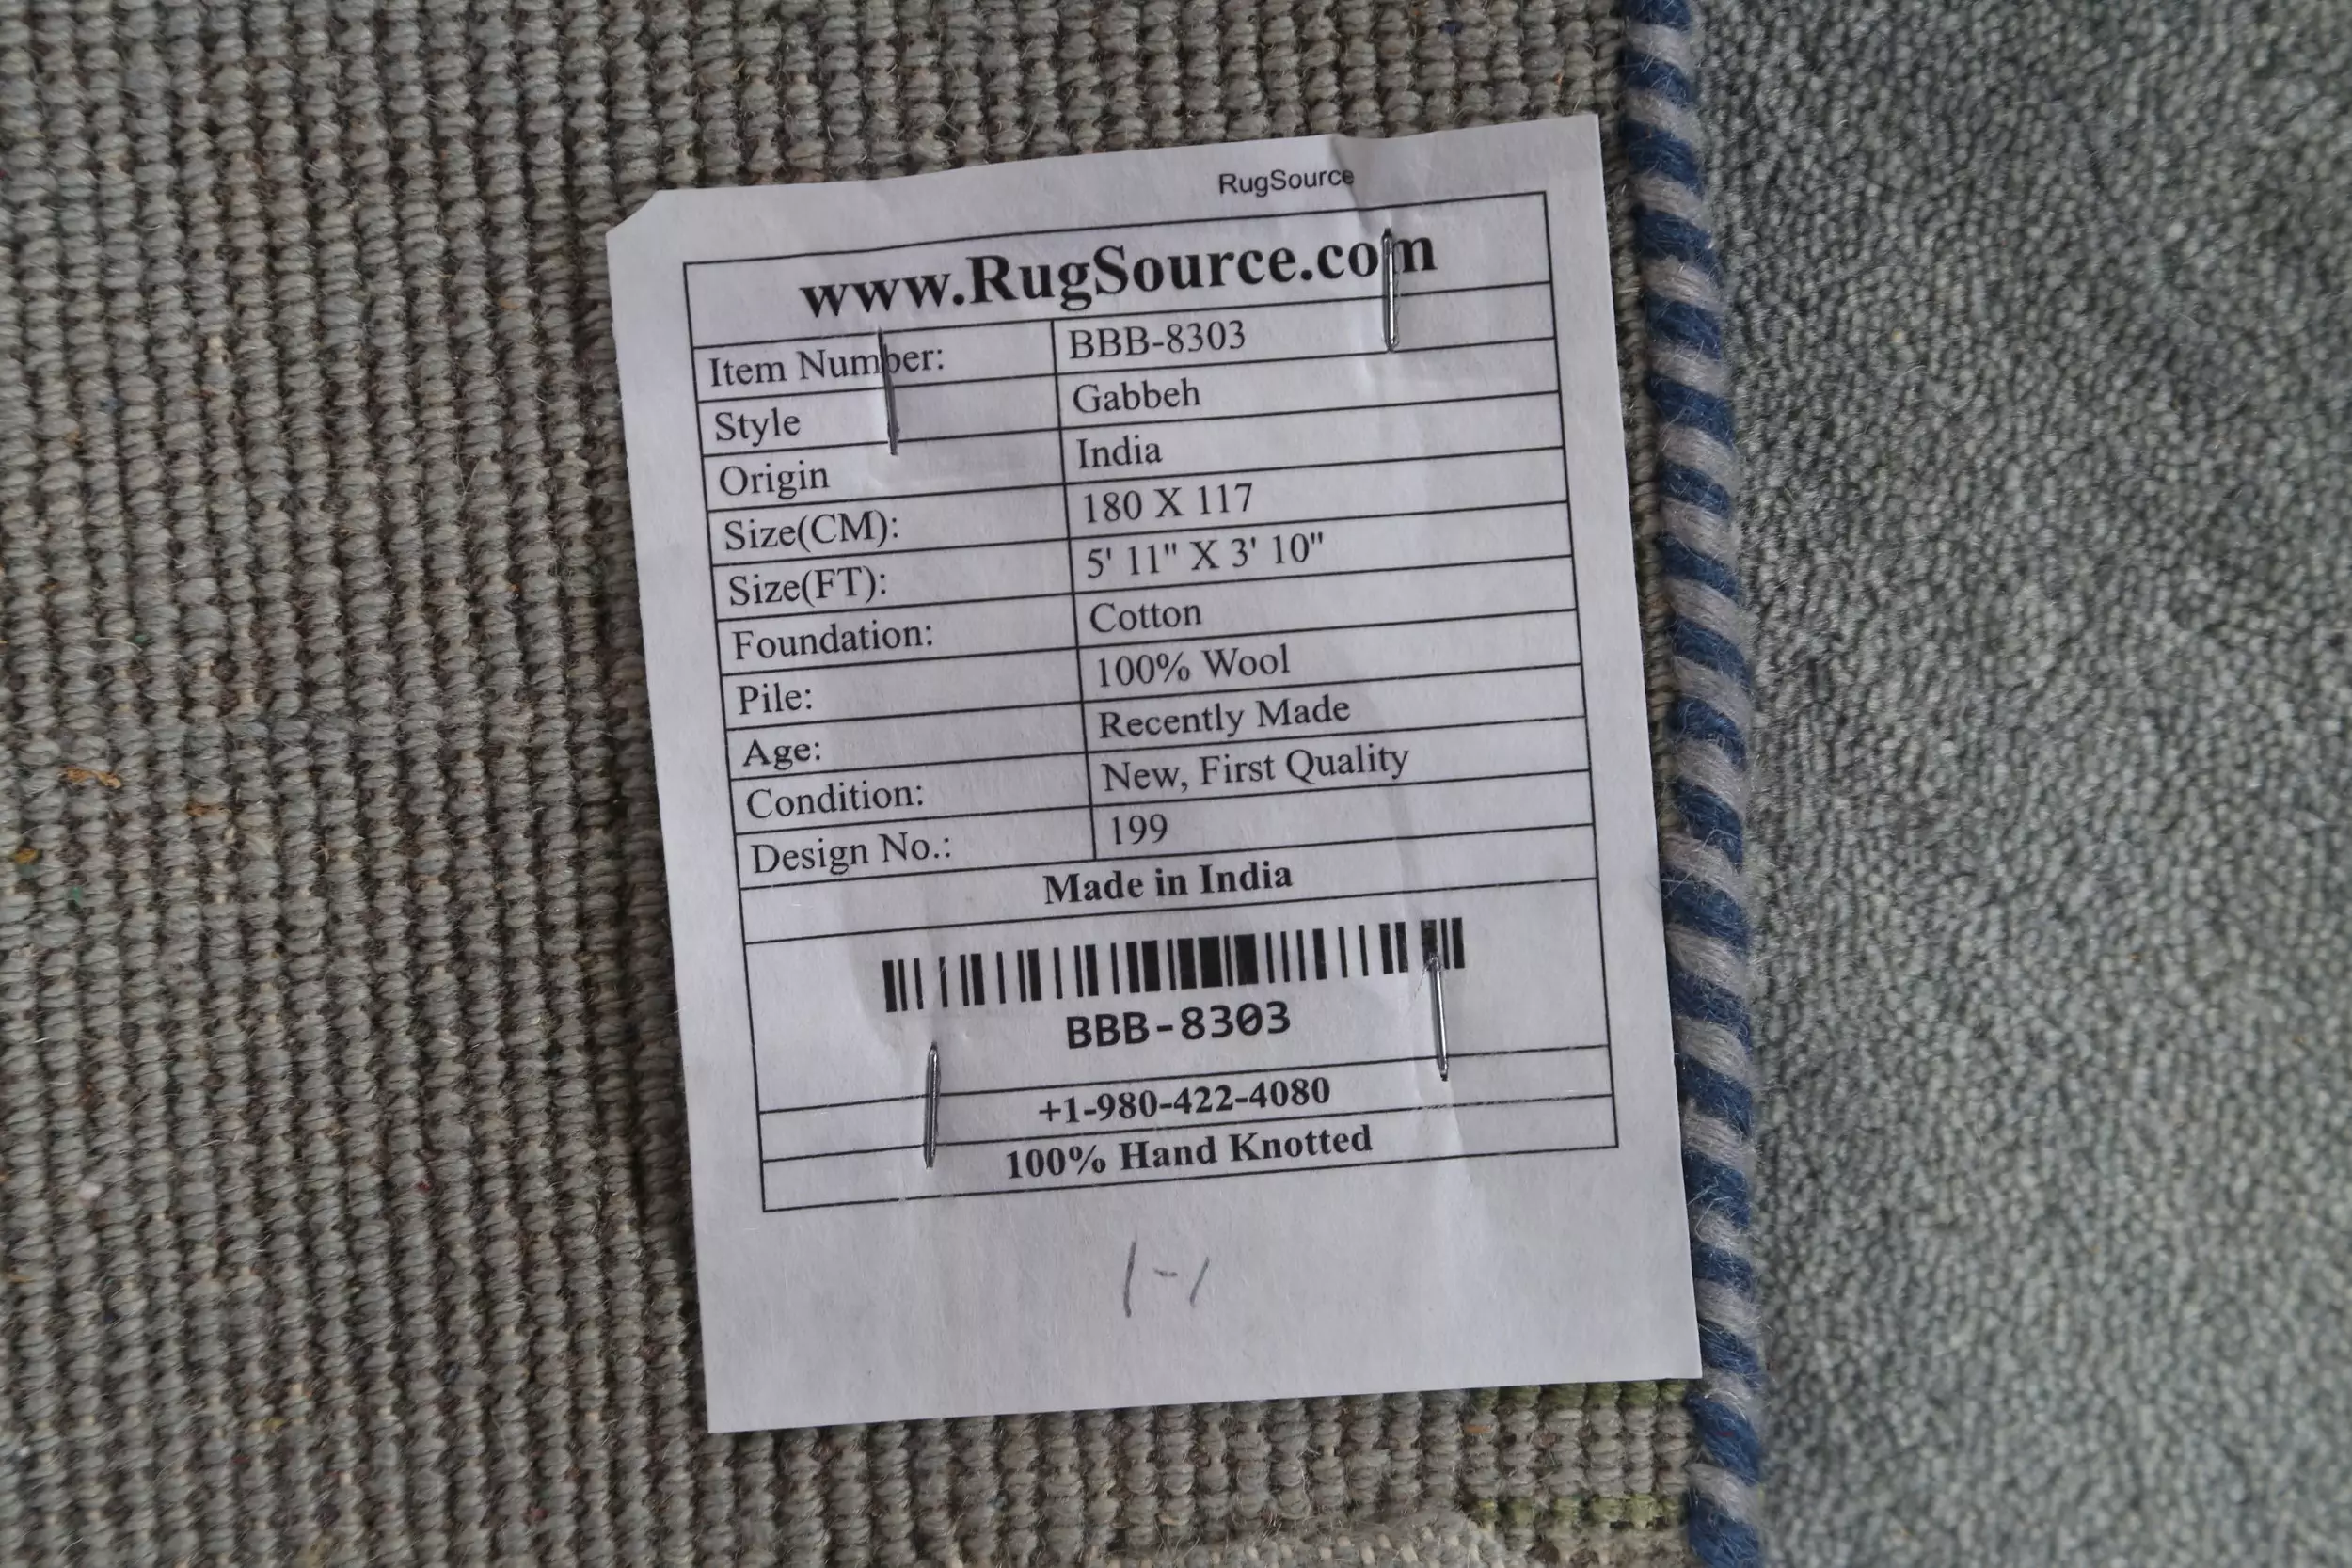 RugSource
www.RugSource.com
Item Number: BBB-8303
Style Gabbeh
Origin India
Size(CM): 180 X 117
Size(FT): 5' 11" X 3' 10"
Foundation: Cotton
Pile: 100% Wool
Age: Recently Made
Condition: New, First Quality
Design No.: 199
Made in India
BBB-8303
+1-980-422-4080
100% Hand Knotted
1-1